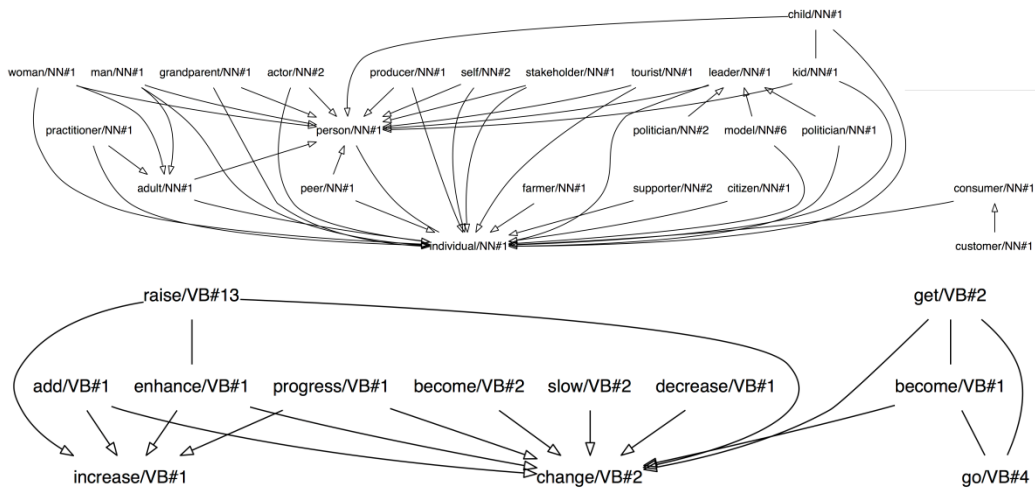 child/NN#1
woman/NN#1 man/NN#1 grandparent/NN#1 actor/NN#2 producer/NN#1 self/NN#2 stakeholder/NN#1 tourist/NN#1 leader/NN#1 kid/NN#1
practitioner/NN#1 person/NN#1 politician/NN#2 model/NN#6 politician/NN#1
adult/NN#1 peer/NN#1 farmer/NN#1 supporter/NN#2 citizen/NN#1 consumer/NN#1
individual/NN#1 customer/NN#1
raise/VB#13 get/VB#2
add/VB#1 enhance/VB#1 progress/VB#1 become/VB#2 slow/VB#2 decrease/VB#1 become/VB#1
increase/VB#1 change/VB#2 go/VB#4